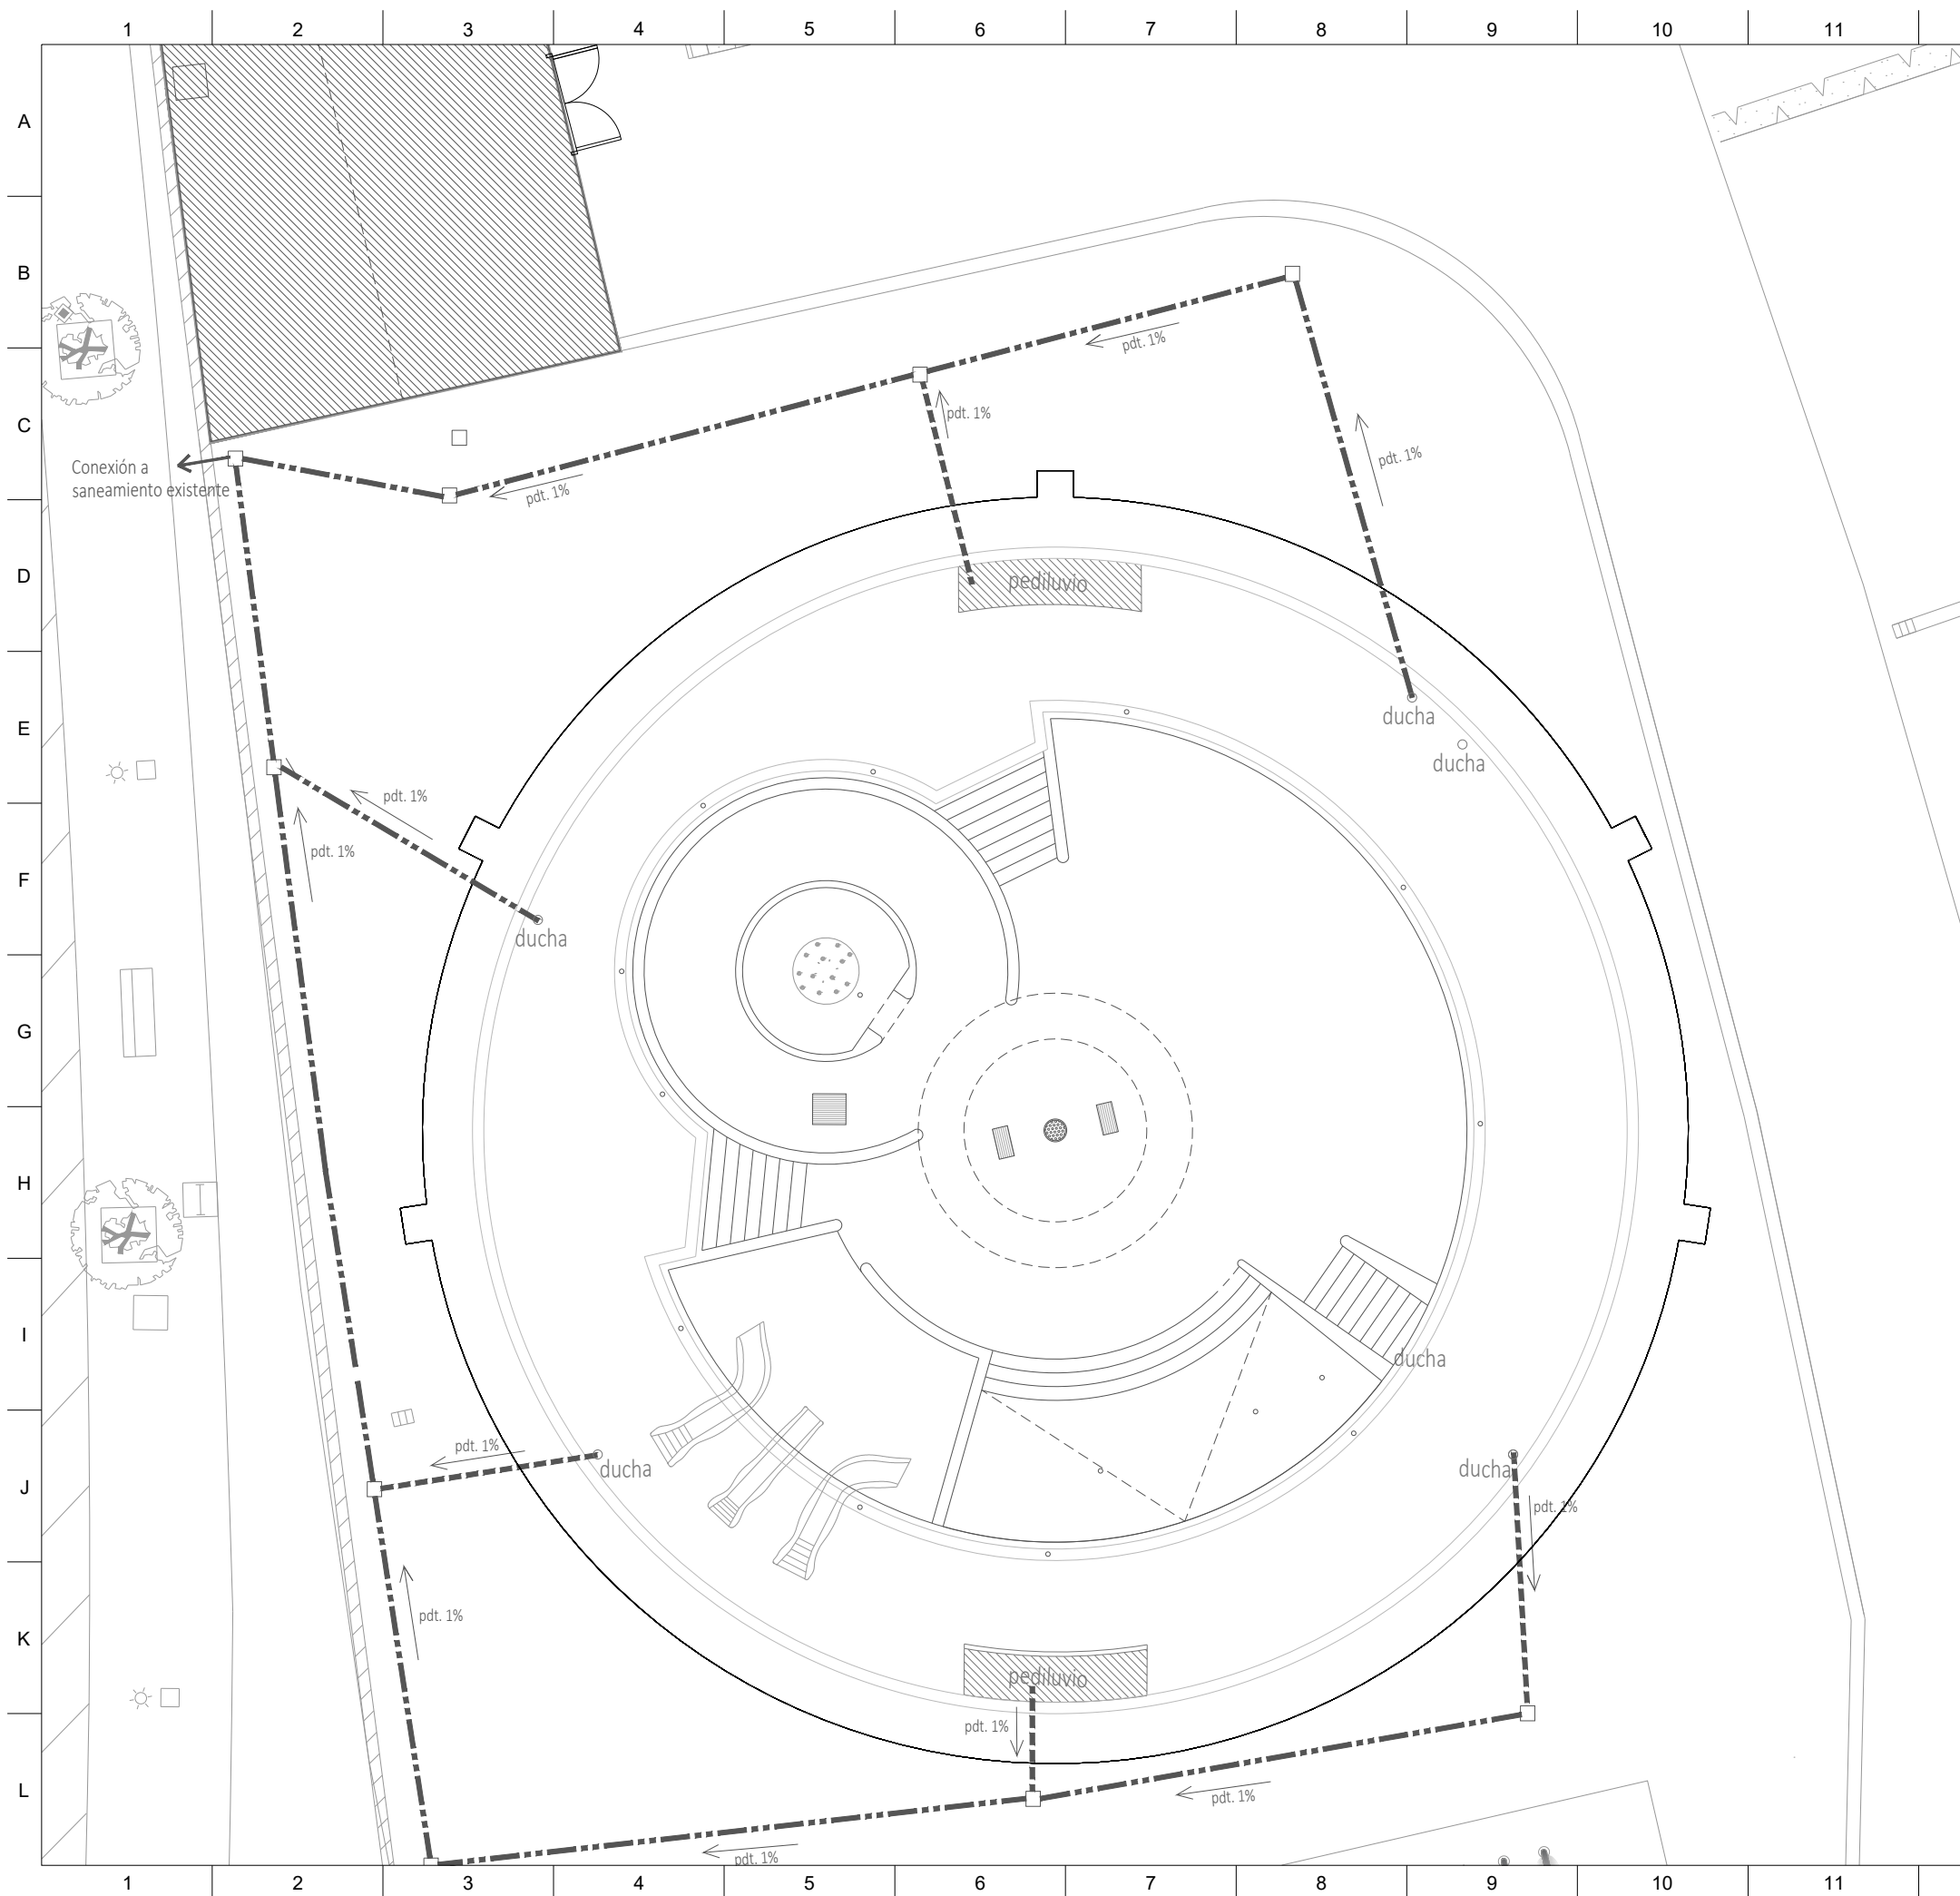 1 2 3 4 5 6 7 8 9 10 11
A
B
pdt. 1%
C
pdt. 1%
pdt. 1%
Conexión a
saneamiento existente
pdt. 1%
D
pediluvio
E
ducha
ducha
pdt. 1%
pdt. 1%
F
ducha
G
H
I
ducha
pdt. 1%
J
ducha
ducha
pdt. 1%
K
pdt. 1%
pediluvio
pdt. 1%
L
pdt. 1%
pdt. 1%
1 2 3 4 5 6 7 8 9 10 11